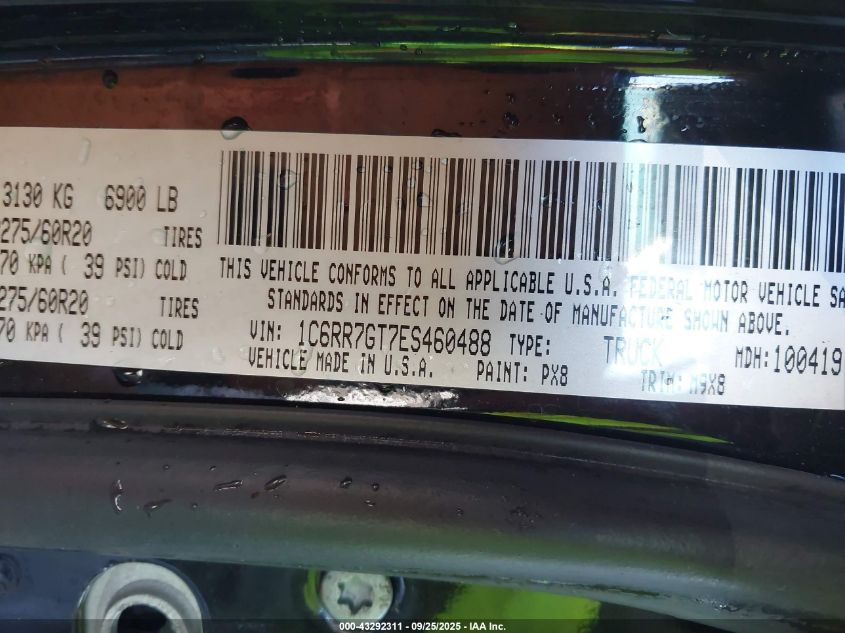 3130 KG 6900 LB
275/60R20 TIRES
70 KPA ( 39 PSI) COLD
275/60R20 TIRES
70 KPA ( 39 PSI) COLD
THIS VEHICLE CONFORMS TO ALL APPLICABLE U.S.A. FEDERAL MOTOR VEHICLE SA
STANDARDS IN EFFECT ON THE DATE OF MANUFACTURE SHOWN ABOVE.
VIN: 1C6RR7GT7ES460488 TYPE: TRUCK MDH:100419
VEHICLE MADE IN U.S.A. PAINT: PX8 TRIM: M9X8
000-43292311 - 09/25/2025 - IAA Inc.